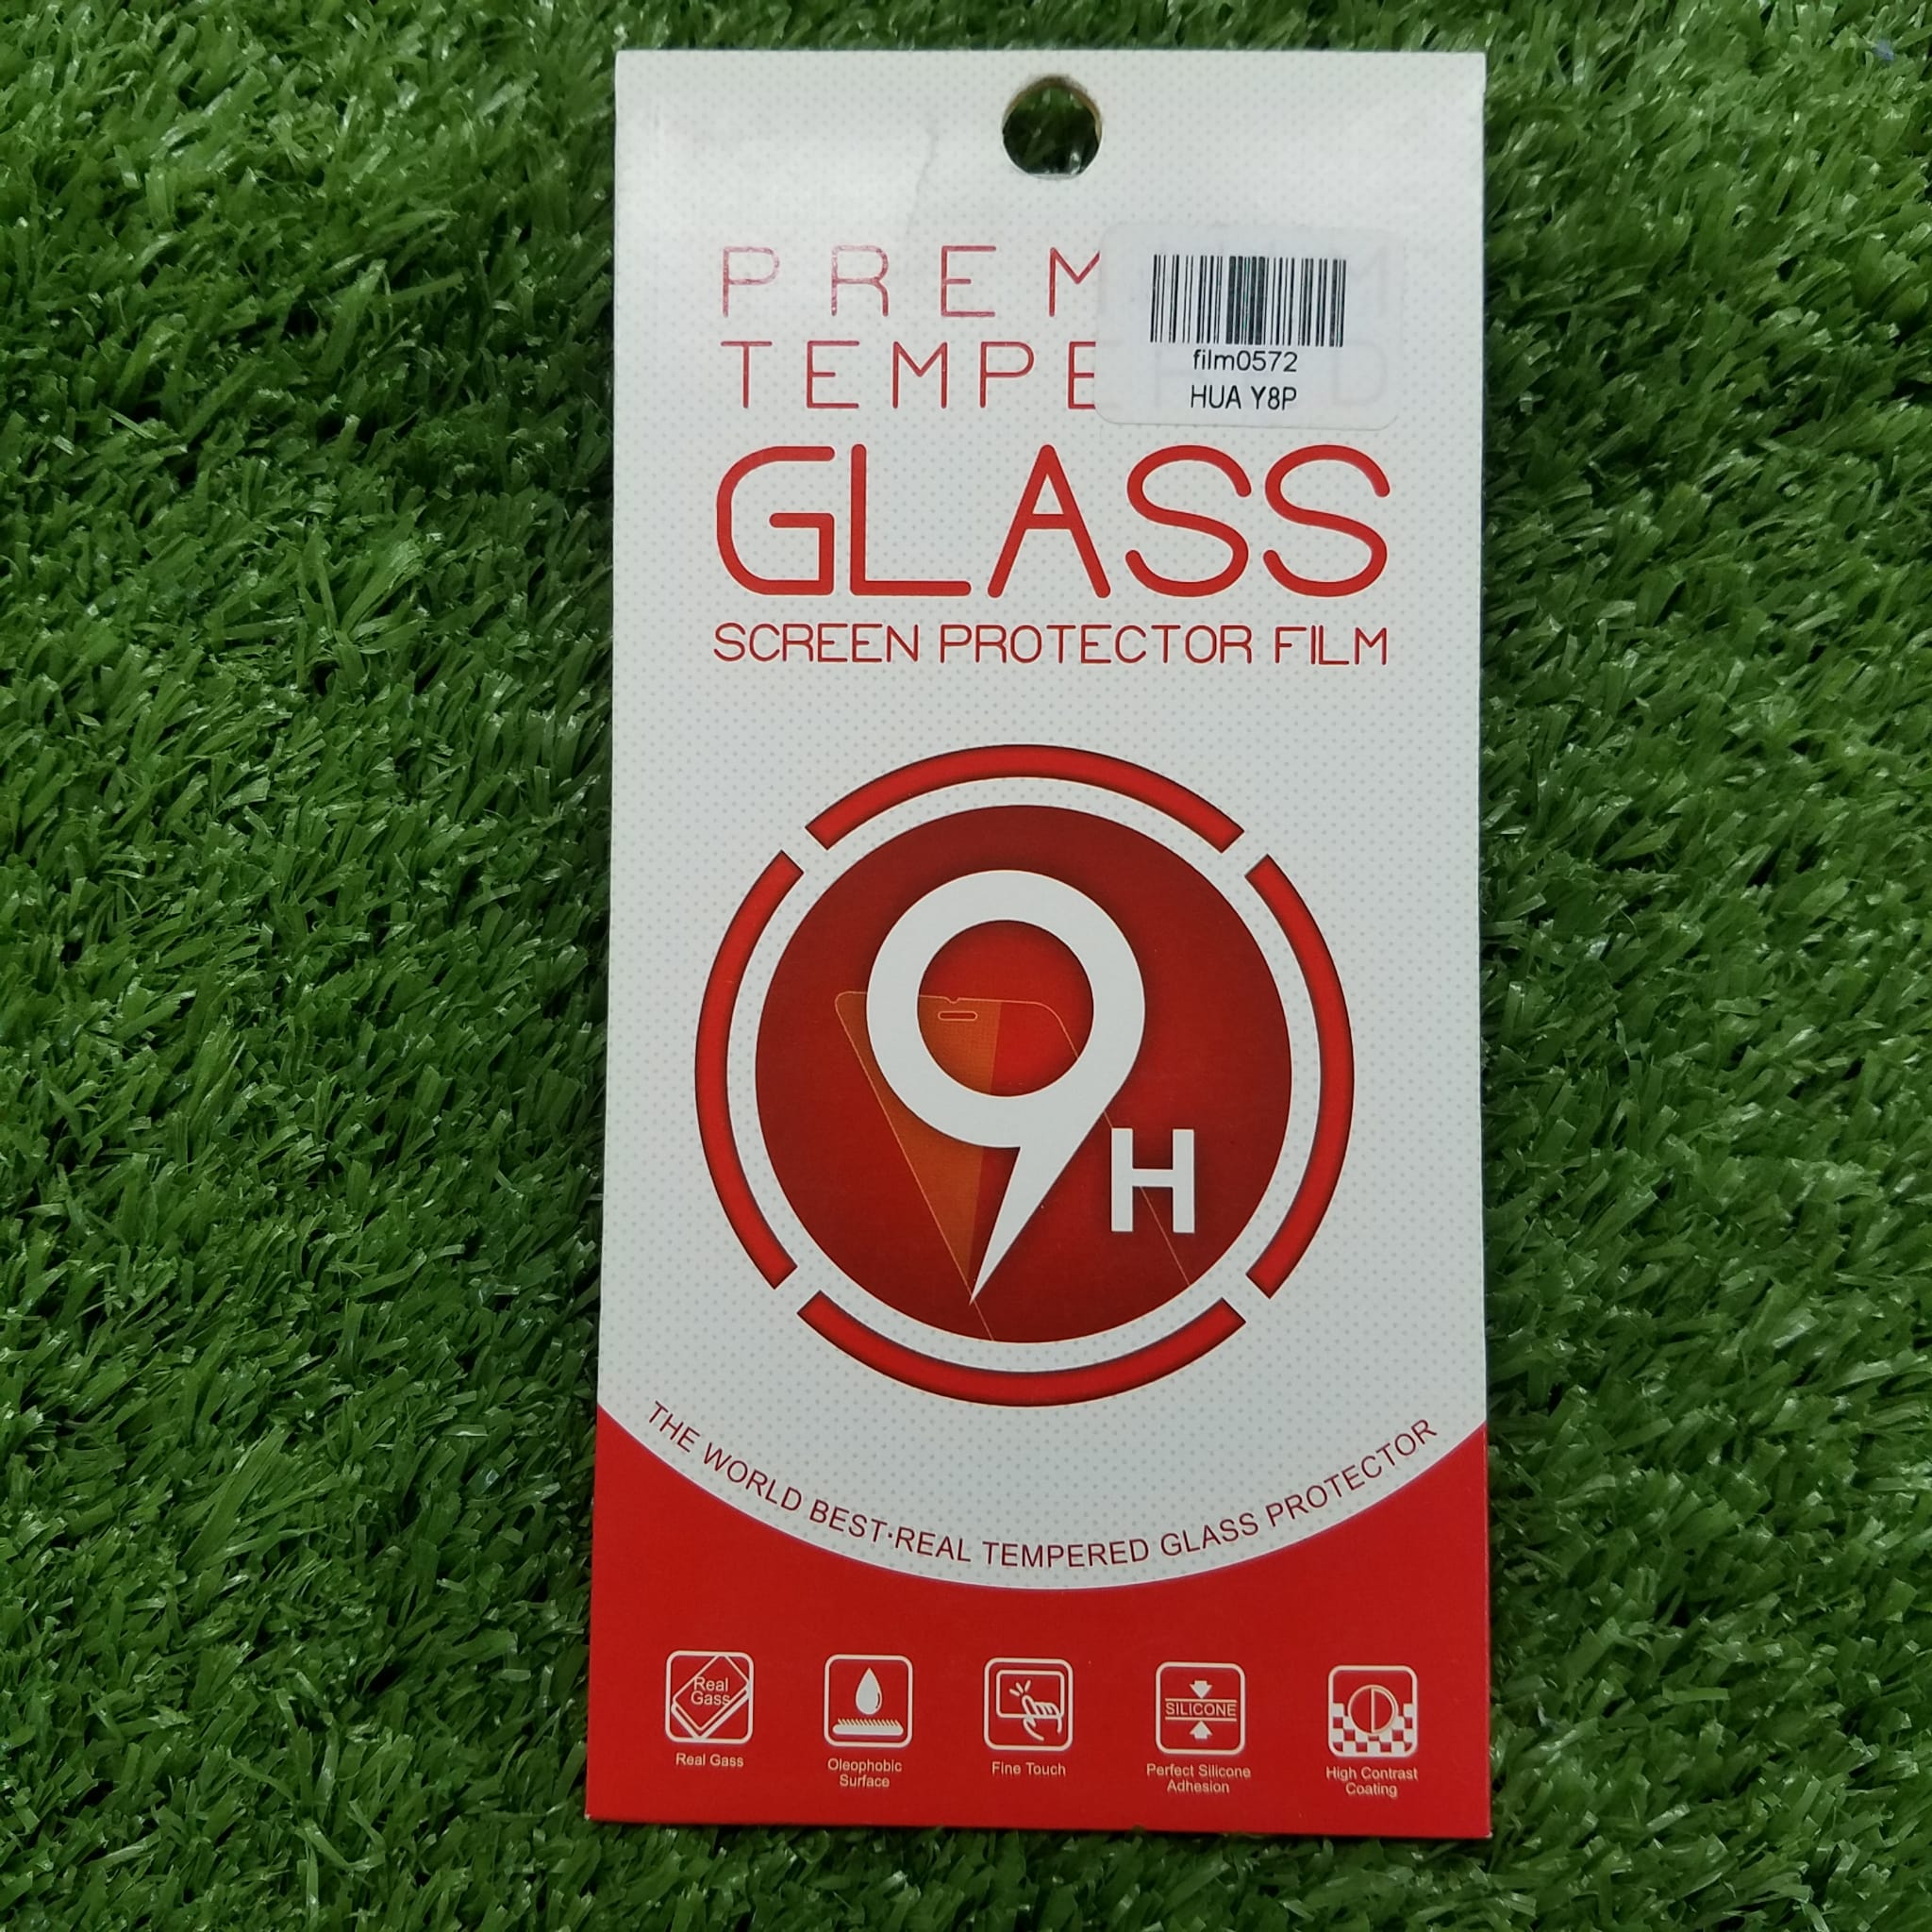 PREM
TEMPE
film0572
HUA Y8P
GLASS
SCREEN PROTECTOR FILM
9H
THE WORLD BEST·REAL TEMPERED GLASS PROTECTOR
Real
Gass
SILICONE
Real Gass
Oleophobic
Surface
Fine Touch
Perfect Silicone
Adhesion
High Contrast
Coating